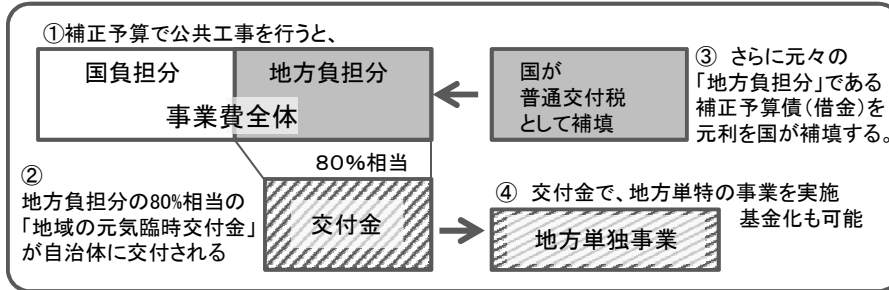 ①補正予算で公共工事を行うと、
国負担分
地方負担分
事業費全体
国が
普通交付税
として補填
③ さらに元々の
「地方負担分」である
補正予算債(借金)を
元利を国が補填する。
80%相当
②
地方負担分の80%相当の
「地域の元気臨時交付金」
が自治体に交付される
交付金
④ 交付金で、地方単特の事業を実施
基金化も可能
地方単独事業